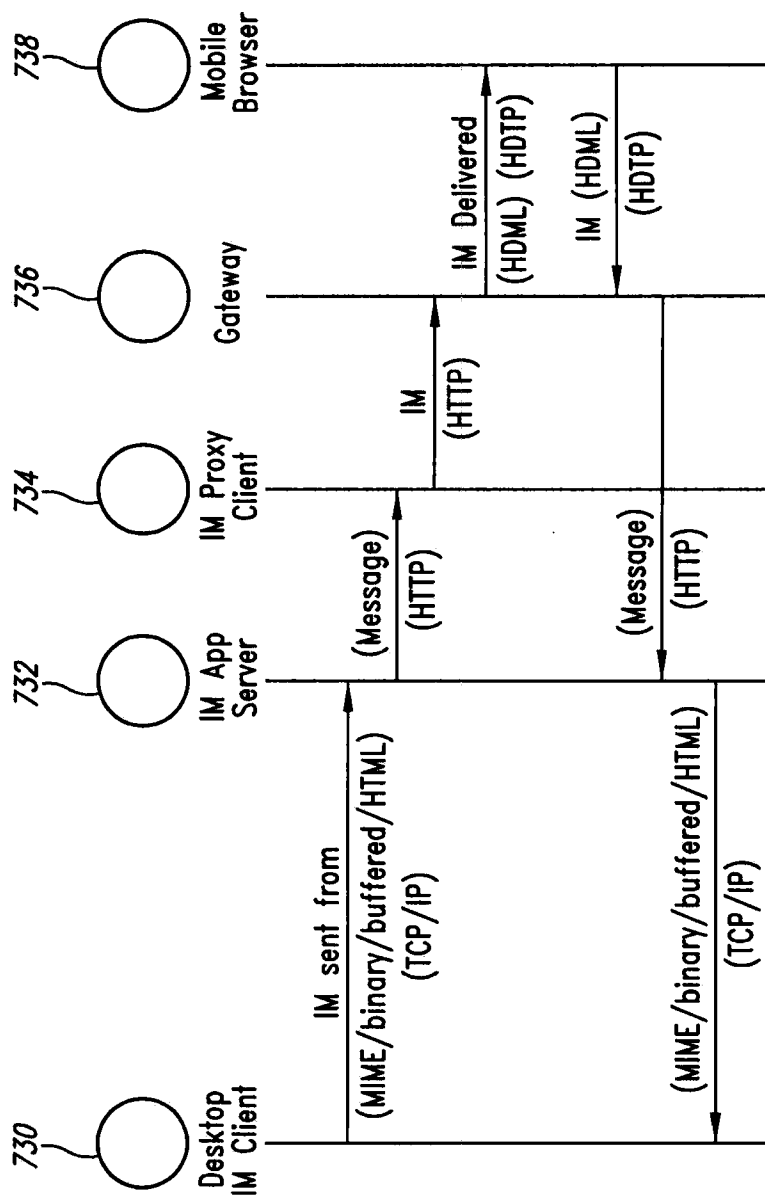 730
Desktop
IM Client
732
IM App
Server
734
IM Proxy
Client
736
Gateway
738
Mobile
Browser
IM sent from
(MIME/binary/buffered/HTML)
(TCP/IP)
(Message)
(HTTP)
IM
(HTTP)
IM Delivered
(HDML) (HDTP)
IM (HDML)
(HDTP)
(Message)
(HTTP)
(MIME/binary/buffered/HTML)
(TCP/IP)